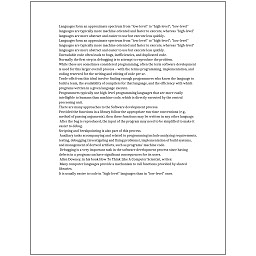 Languages form an approximate spectrum from "low-level" to "high-level"; "low-level"
languages are typically more machine-oriented and faster to execute, whereas "high-level"
languages are more abstract and easier to use but execute less quickly.
Languages form an approximate spectrum from "low-level" to "high-level"; "low-level"
languages are typically more machine-oriented and faster to execute, whereas "high-level"
languages are more abstract and easier to use but execute less quickly.
Unreadable code often leads to bugs, inefficiencies, and duplicated code.
Normally the first step in debugging is to attempt to reproduce the problem.
While these are sometimes considered programming, often the term software development
is used for this larger overall process – with the terms programming, implementation, and
coding reserved for the writing and editing of code per se.
Trade-offs from this ideal involve finding enough programmers who know the language to
build a team, the availability of compilers for that language, and the efficiency with which
programs written in a given language execute.
Programmers typically use high-level programming languages that are more easily
intelligible to humans than machine code, which is directly executed by the central
processing unit.
There are many approaches to the Software development process.
Provided the functions in a library follow the appropriate run-time conventions (e.g.,
method of passing arguments), then these functions may be written in any other language.
After the bug is reproduced, the input of the program may need to be simplified to make it
easier to debug.
Scripting and breakpointing is also part of this process.
Auxiliary tasks accompanying and related to programming include analyzing requirements,
testing, debugging (investigating and fixing problems), implementation of build systems,
and management of derived artifacts, such as programs' machine code.
Debugging is a very important task in the software development process since having
defects in a program can have significant consequences for its users.
Allen Downey, in his book How To Think Like A Computer Scientist, writes:
Many computer languages provide a mechanism to call functions provided by shared
libraries.
It is usually easier to code in "high-level" languages than in "low-level" ones.